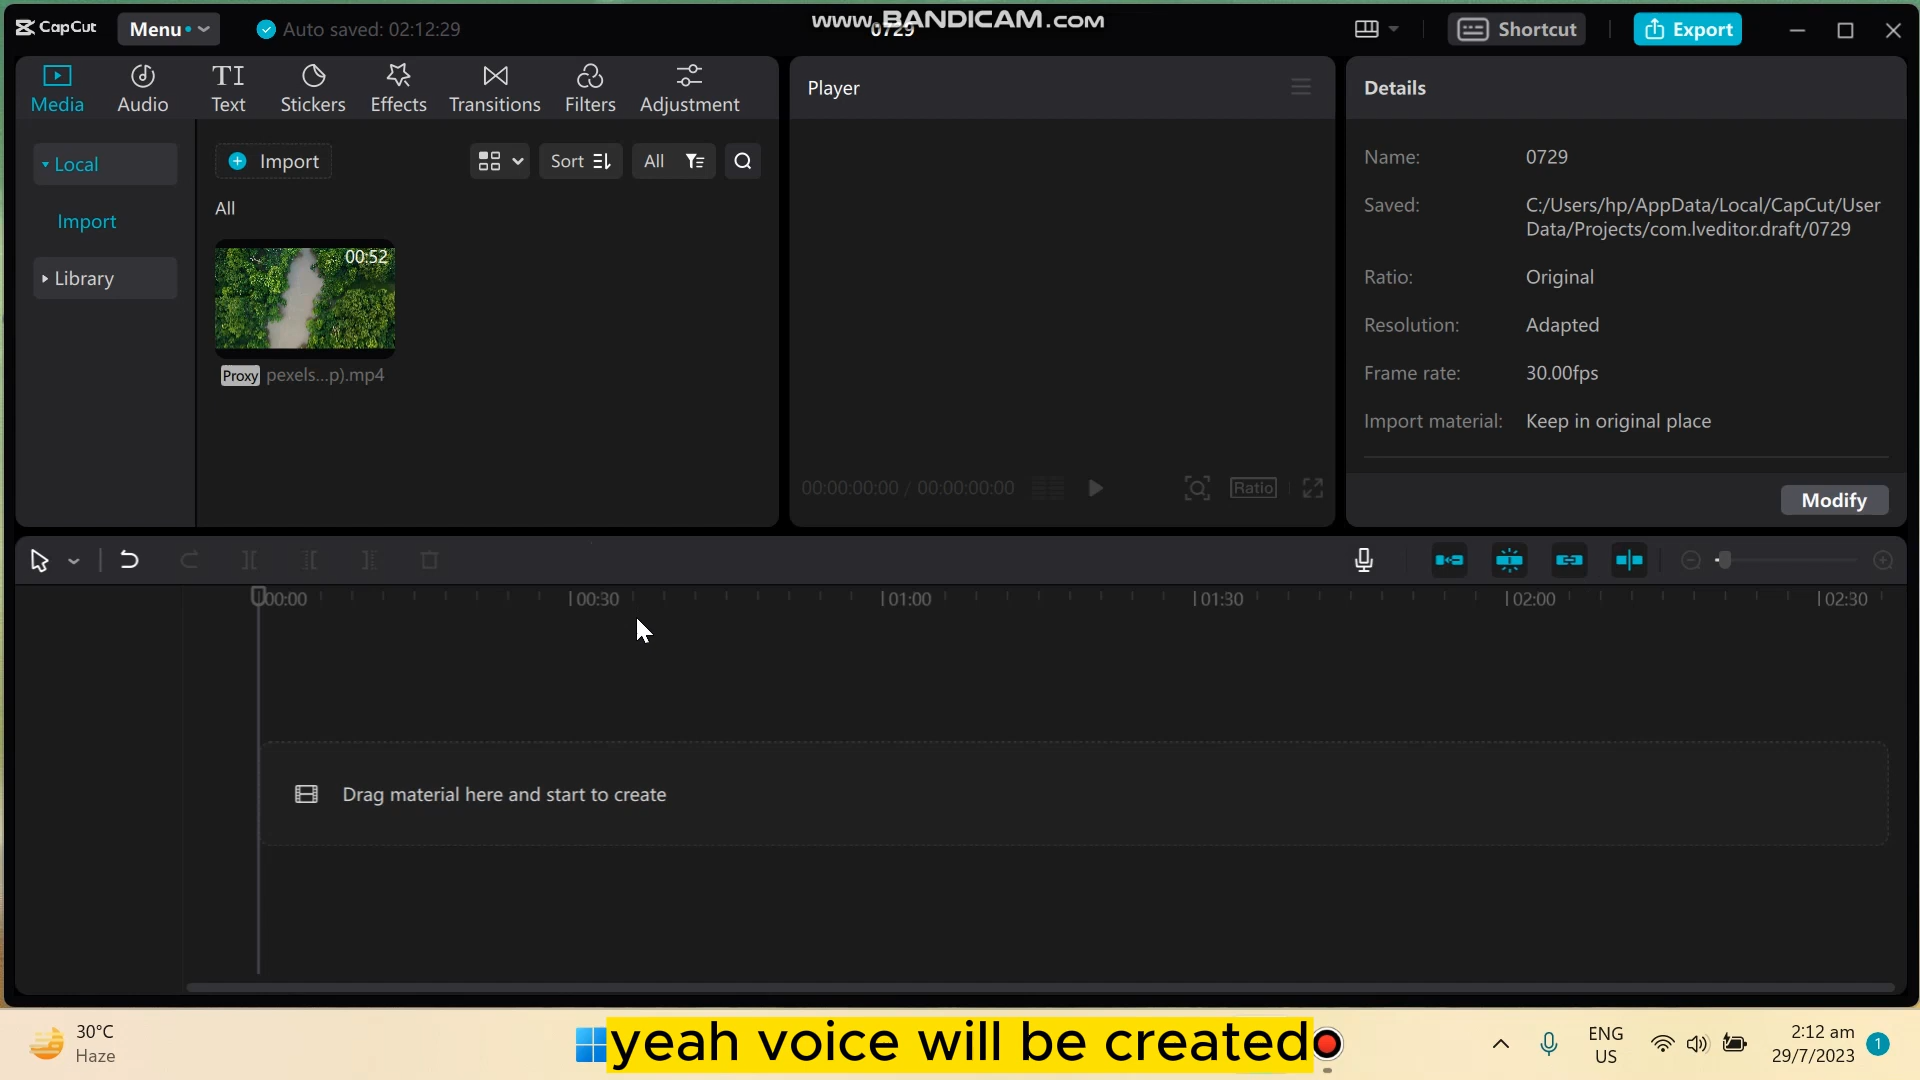 CapCut
Menu
Auto saved: 02:12:29
www.BANDICAM.com
0729
Shortcut
Export
Media
Audio
Text
Stickers
Effects
Transitions
Filters
Adjustment
Local
Import
Library
Import
Sort
All
All
00:52
Proxy pexels...p).mp4
Player
00:00:00:00 / 00:00:00:00
Ratio
Details
Name: 0729
Saved: C:/Users/hp/AppData/Local/CapCut/User
Data/Projects/com.lveditor.draft/0729
Ratio: Original
Resolution: Adapted
Frame rate: 30.00fps
Import material: Keep in original place
Modify
00:00
00:30
01:00
01:30
02:00
02:30
Drag material here and start to create
30°C
Haze
yeah voice will be created
ENG
US
2:12 am
29/7/2023
1